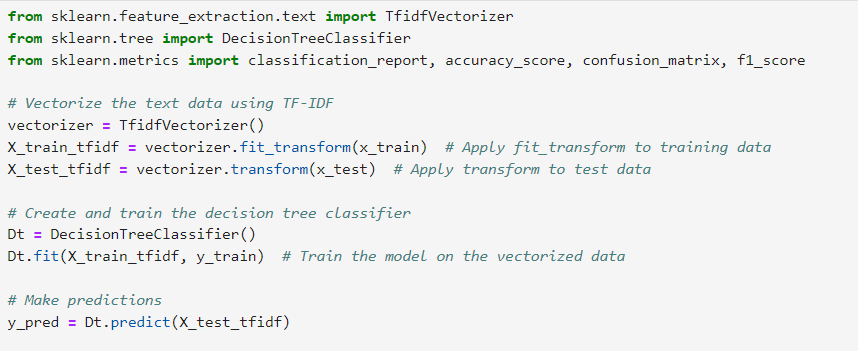 from sklearn.feature_extraction.text import TfidfVectorizer
from sklearn.tree import DecisionTreeClassifier
from sklearn.metrics import classification_report, accuracy_score, confusion_matrix, f1_score
# Vectorize the text data using TF-IDF
vectorizer = TfidfVectorizer()
X_train_tfidf = vectorizer.fit_transform(x_train)  # Apply fit_transform to training data
X_test_tfidf = vectorizer.transform(x_test)  # Apply transform to test data
# Create and train the decision tree classifier
Dt = DecisionTreeClassifier()
Dt.fit(X_train_tfidf, y_train)  # Train the model on the vectorized data
# Make predictions
y_pred = Dt.predict(X_test_tfidf)